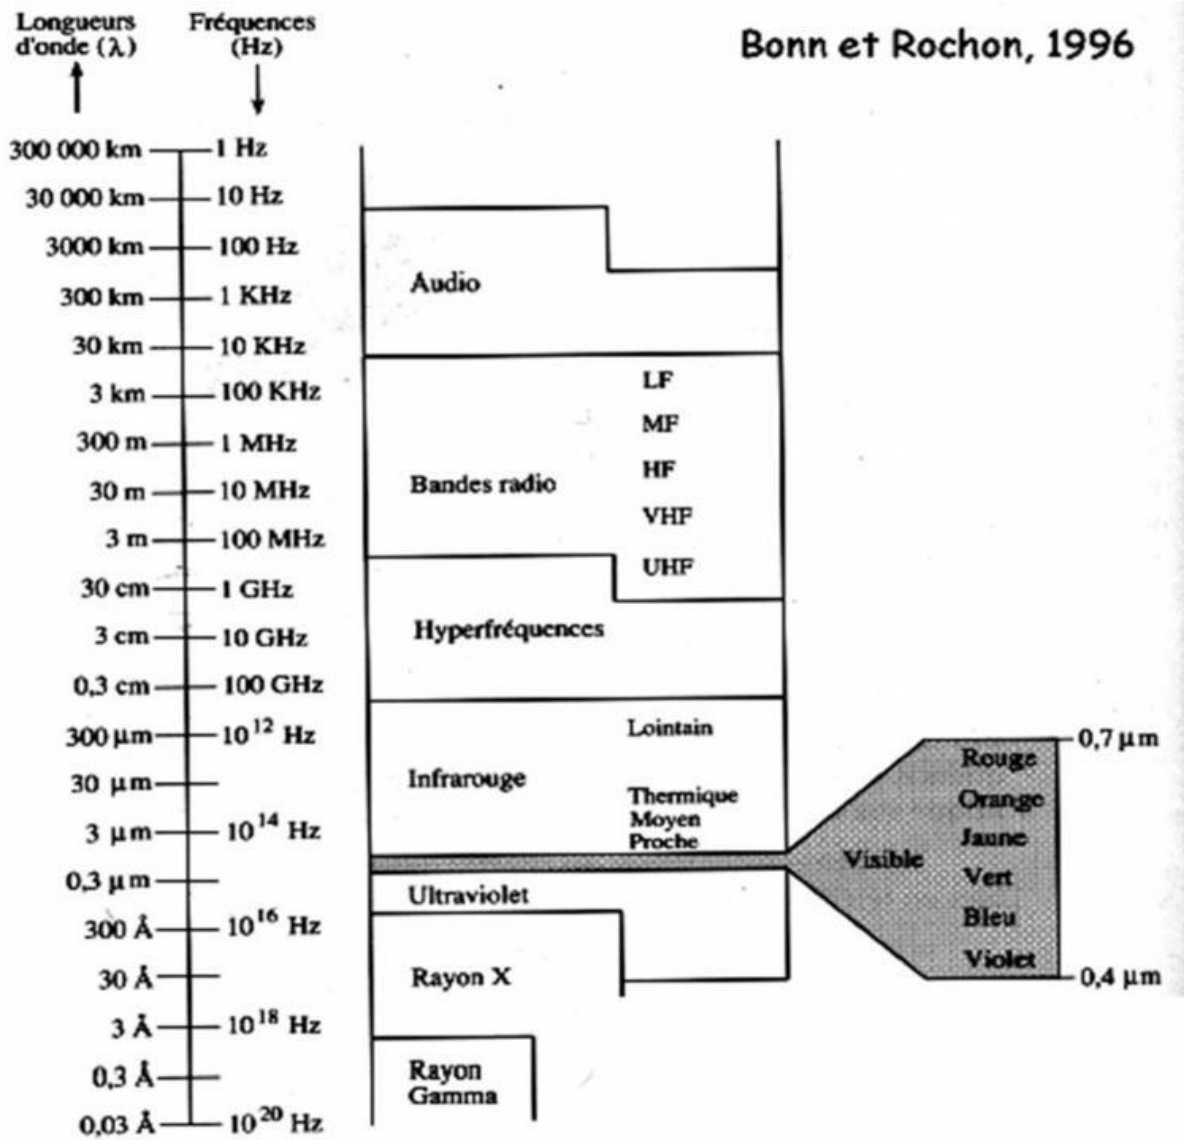 Longueurs
d'onde (λ)
Fréquences
(Hz)
Bonn et Rochon, 1996
300 000 km
1 Hz
30 000 km
10 Hz
3000 km
100 Hz
300 km
1 KHz
30 km
10 KHz
3 km
100 KHz
300 m
1 MHz
30 m
10 MHz
3 m
100 MHz
30 cm
1 GHz
3 cm
10 GHz
0,3 cm
100 GHz
300 µm
10¹² Hz
30 µm
3 µm
10¹⁴ Hz
0,3 µm
300 Å
10¹⁶ Hz
30 Å
3 Å
10¹⁸ Hz
0,3 Å
0,03 Å
10²⁰ Hz
Audio
Bandes radio
LF
MF
HF
VHF
UHF
Hyperfréquences
Infrarouge
Lointain
Thermique
Moyen
Proche
Ultraviolet
Rayon X
Rayon
Gamma
Visible
0,7 µm
Rouge
Orange
Jaune
Vert
Bleu
Violet
0,4 µm